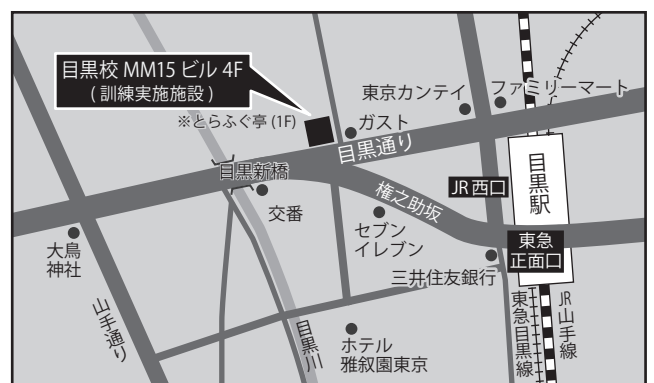 目黒校 MM15 ビル 4F
( 訓練実施施設 )
※とらふぐ亭 (1F)
ガスト
東京カンテイ
ファミリーマート
目黒通り
目黒新橋
交番
権之助坂
JR 西口
目黒駅
セブン
イレブン
東急
正面口
三井住友銀行
大鳥
神社
山手通り
目黒川
ホテル
雅叙園東京
東急目黒線
JR
山手線